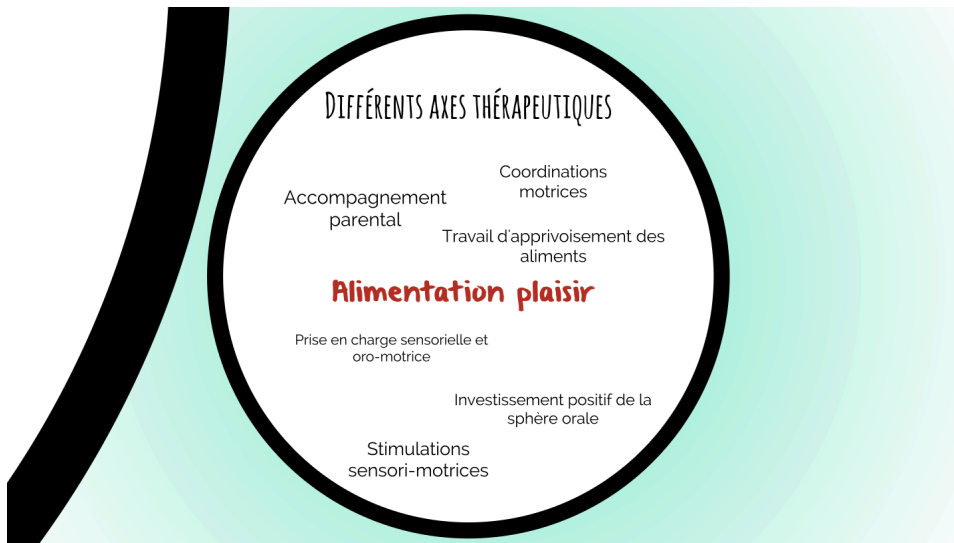 Différents axes thérapeutiques
Coordinations
motrices
Accompagnement
parental
Travail d'apprivoisement des
aliments
Alimentation plaisir
Prise en charge sensorielle et
oro-motrice
Investissement positif de la
sphère orale
Stimulations
sensori-motrices